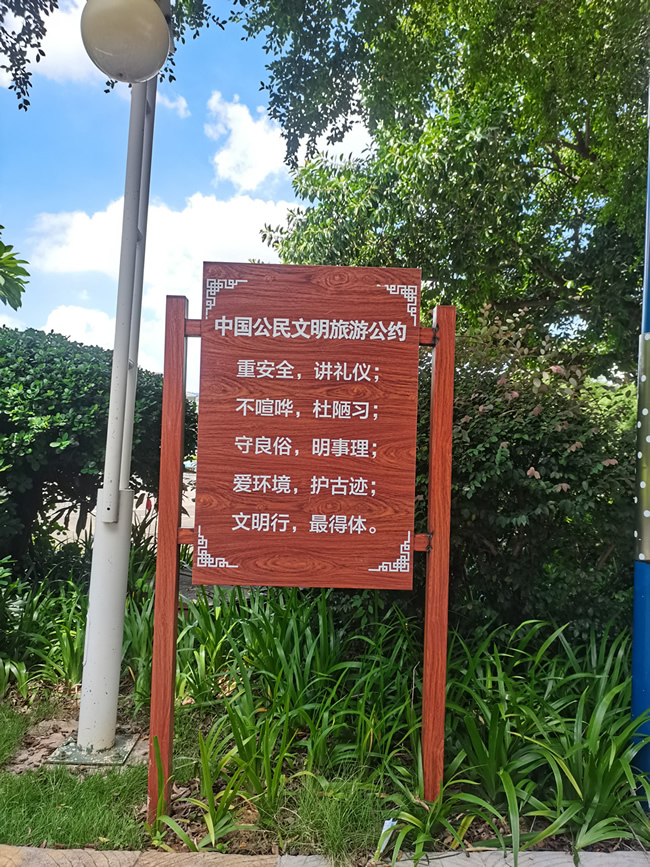 中国公民文明旅游公约
重安全，讲礼仪；
不喧哗，杜陋习；
守良俗，明事理；
爱环境，护古迹；
文明行，最得体。